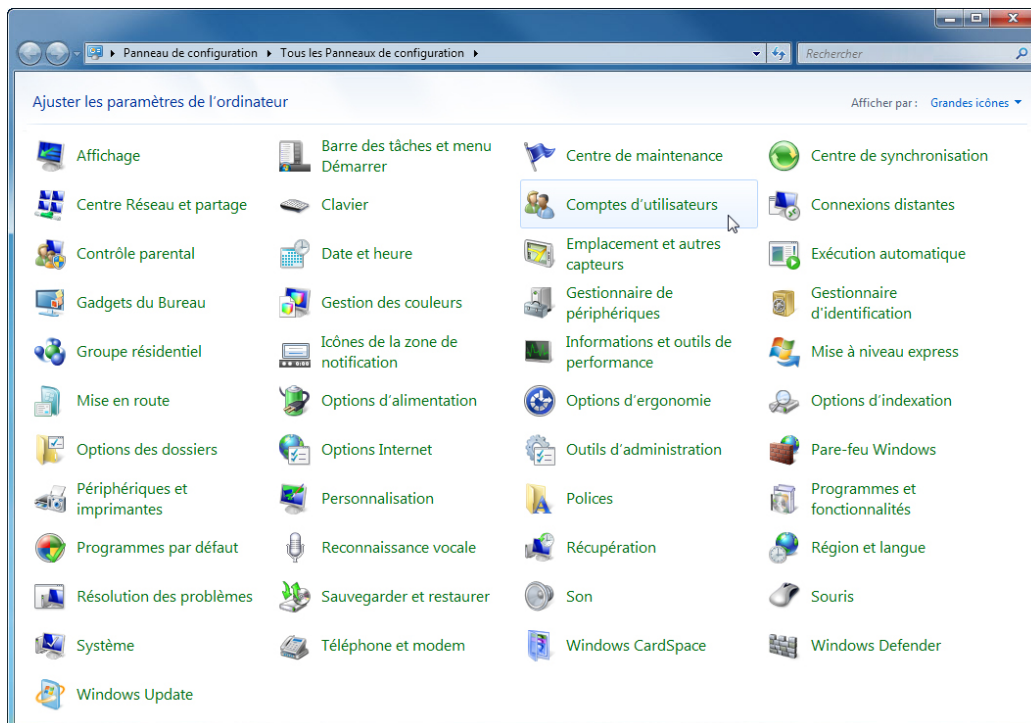 Panneau de configuration Tous les Panneaux de configuration
Rechercher
Ajuster les paramètres de l'ordinateur
Afficher par : Grandes icônes
Affichage
Barre des tâches et menu
Démarrer
Centre de maintenance
Centre de synchronisation
Centre Réseau et partage
Clavier
Comptes d'utilisateurs
Connexions distantes
Contrôle parental
Date et heure
Emplacement et autres
capteurs
Exécution automatique
Gadgets du Bureau
Gestion des couleurs
Gestionnaire de
périphériques
Gestionnaire
d'identification
Groupe résidentiel
Icônes de la zone de
notification
Informations et outils de
performance
Mise à niveau express
Mise en route
Options d'alimentation
Options d'ergonomie
Options d'indexation
Options des dossiers
Options Internet
Outils d'administration
Pare-feu Windows
Périphériques et
imprimantes
Personnalisation
Polices
Programmes et
fonctionnalités
Programmes par défaut
Reconnaissance vocale
Récupération
Région et langue
Résolution des problèmes
Sauvegarder et restaurer
Son
Souris
Système
Téléphone et modem
Windows CardSpace
Windows Defender
Windows Update